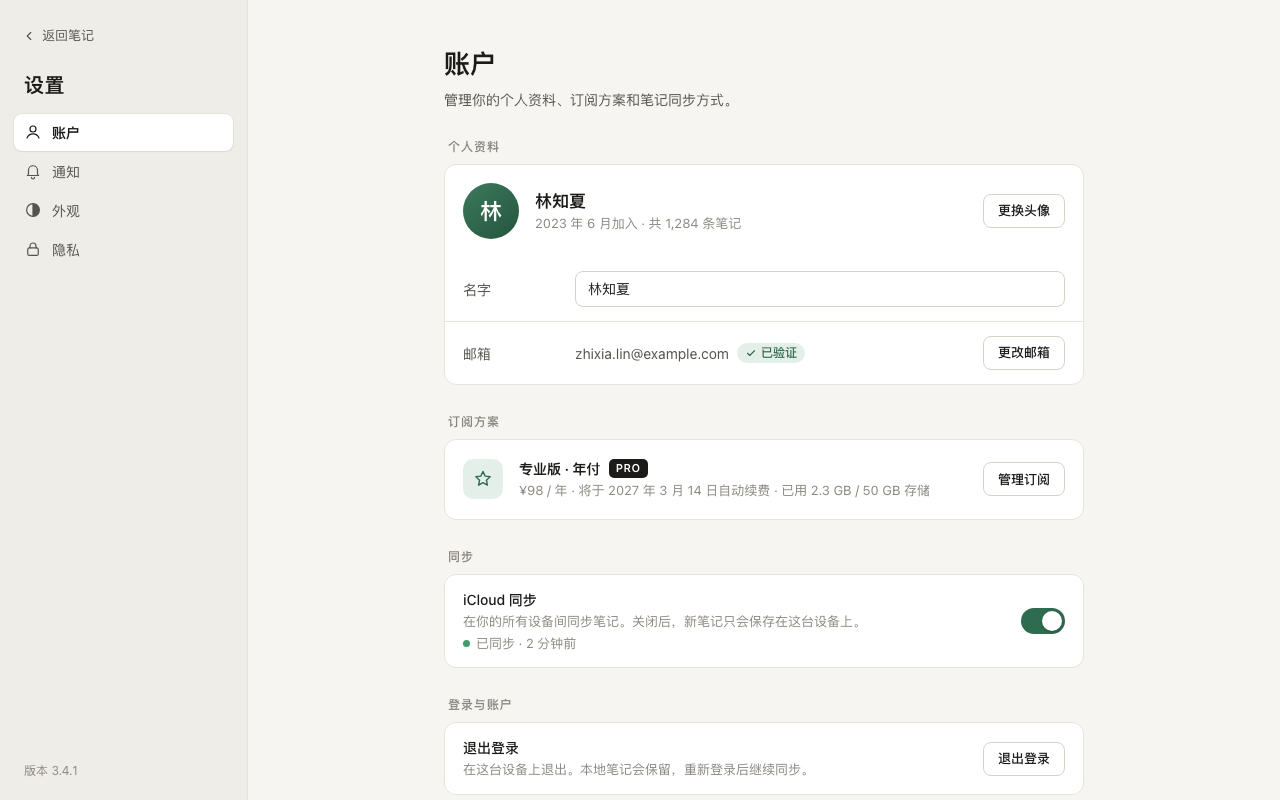 返回笔记
设置
账户
通知
外观
隐私
版本 3.4.1
账户
管理你的个人资料、订阅方案和笔记同步方式。
个人资料
林
林知夏
2023 年 6 月加入 · 共 1,284 条笔记
更换头像
名字
林知夏
邮箱
zhixia.lin@example.com
已验证
更改邮箱
订阅方案
专业版 · 年付 PRO
¥98 / 年 · 将于 2027 年 3 月 14 日自动续费 · 已用 2.3 GB / 50 GB 存储
管理订阅
同步
iCloud 同步
在你的所有设备间同步笔记。关闭后，新笔记只会保存在这台设备上。
已同步 · 2 分钟前
登录与账户
退出登录
在这台设备上退出。本地笔记会保留，重新登录后继续同步。
退出登录